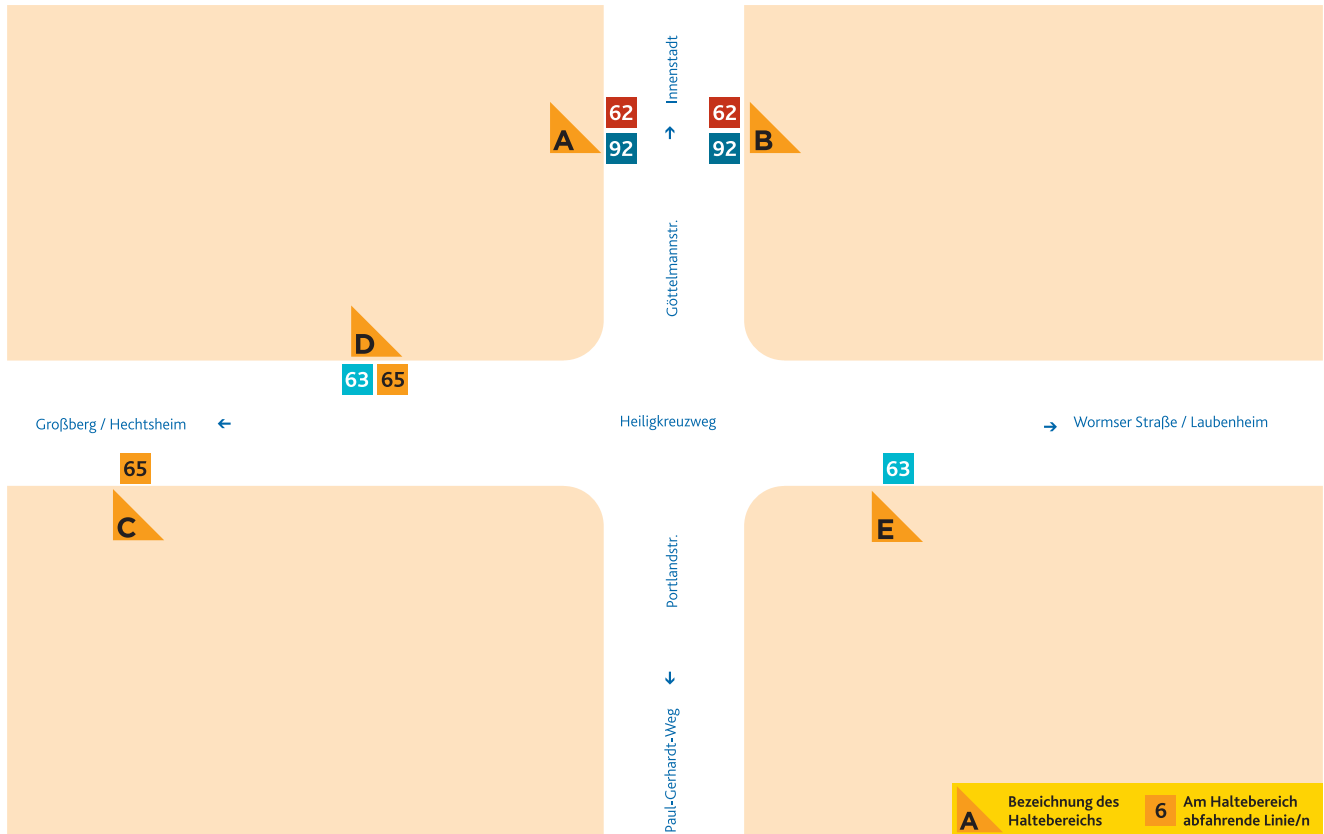 Innenstadt
62
92
A
62
92
B
Göttelmannstr.
D
63
65
Großberg / Hechtsheim
Heiligkreuzweg
Wormser Straße / Laubenheim
65
C
63
E
Portlandstr.
Paul-Gerhardt-Weg
A
Bezeichnung des
Haltebereichs
6
Am Haltebereich
abfahrende Linie/n